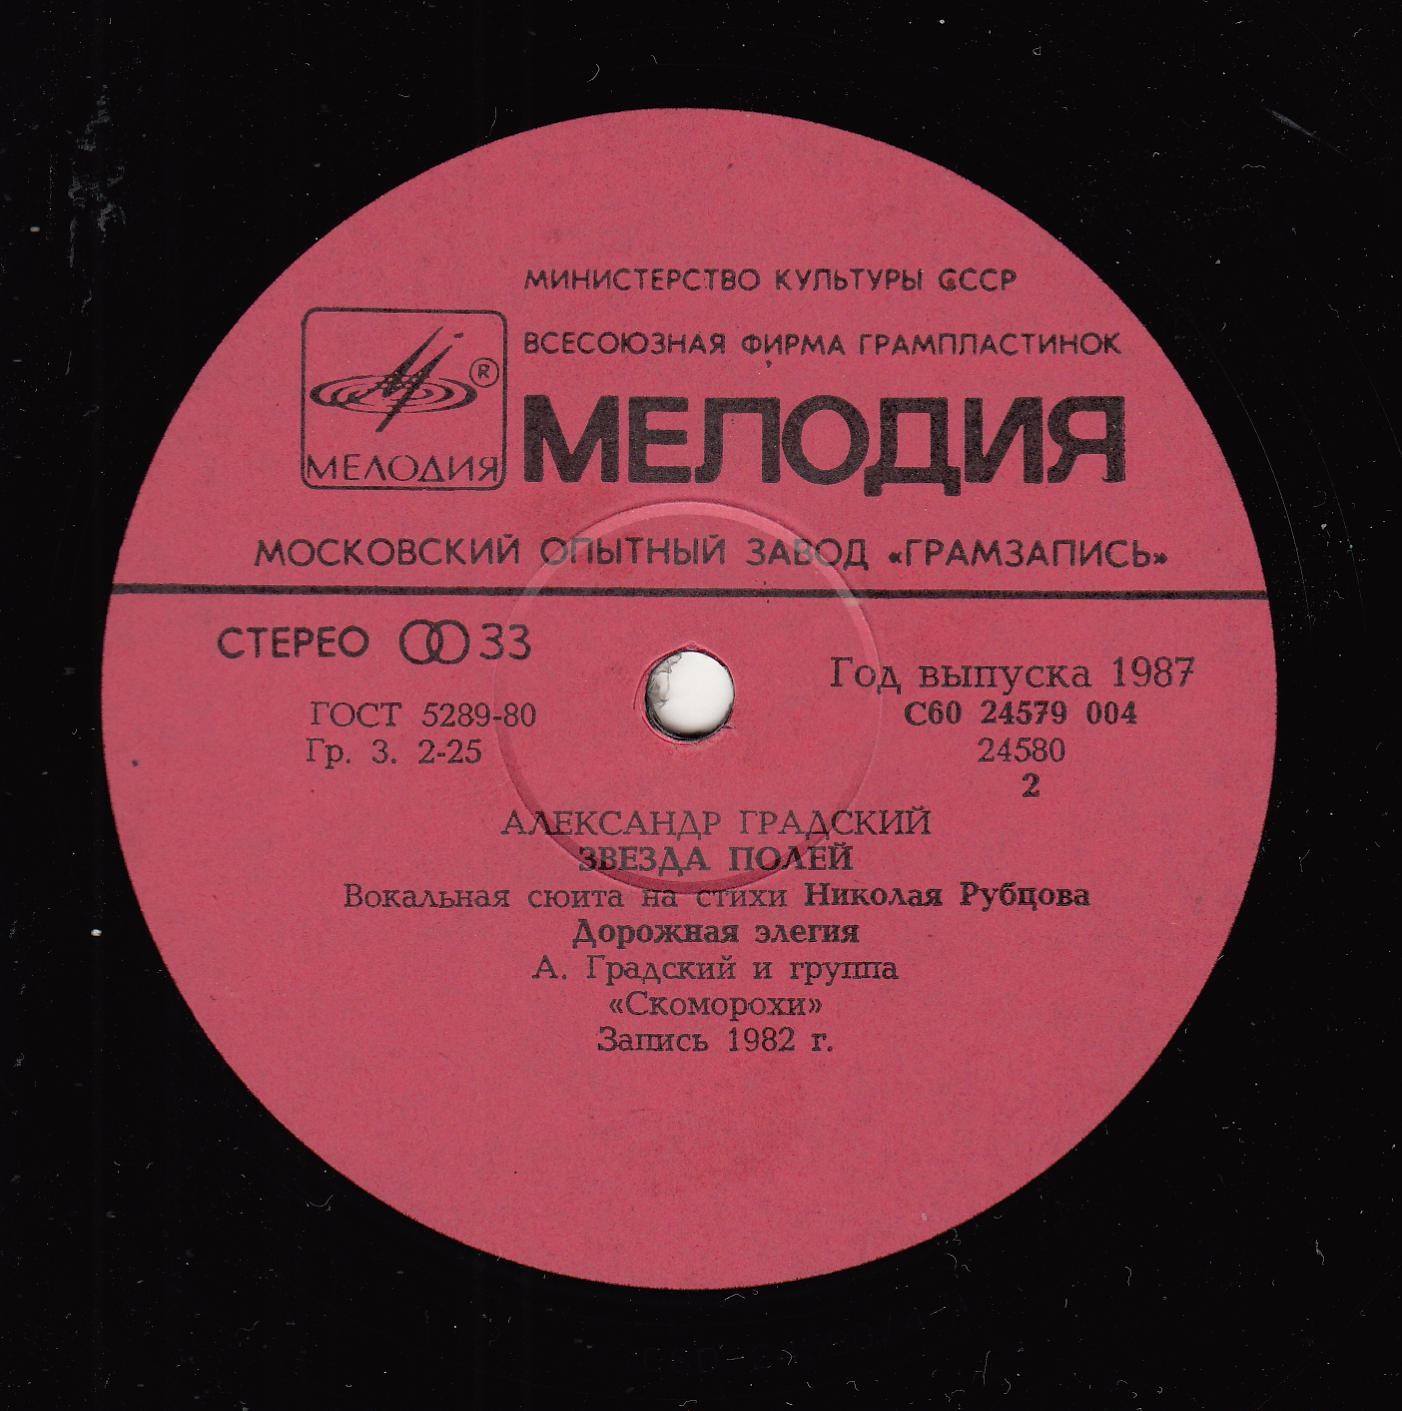 МИНИСТЕРСТВО КУЛЬТУРЫ СССР
ВСЕСОЮЗНАЯ ФИРМА ГРАМПЛАСТИНОК
®
МЕЛОДИЯ
МЕЛОДИЯ
МОСКОВСКИЙ ОПЫТНЫЙ ЗАВОД «ГРАМЗАПИСЬ»
СТЕРЕО 33
Год выпуска 1987
ГОСТ 5289-80
С60 24579 004
Гр. 3. 2-25
24580
2
АЛЕКСАНДР ГРАДСКИЙ
ЗВЕЗДА ПОЛЕЙ
Вокальная сюита на стихи Николая Рубцова
Дорожная элегия
А. Градский и группа
«Скоморохи»
Запись 1982 г.